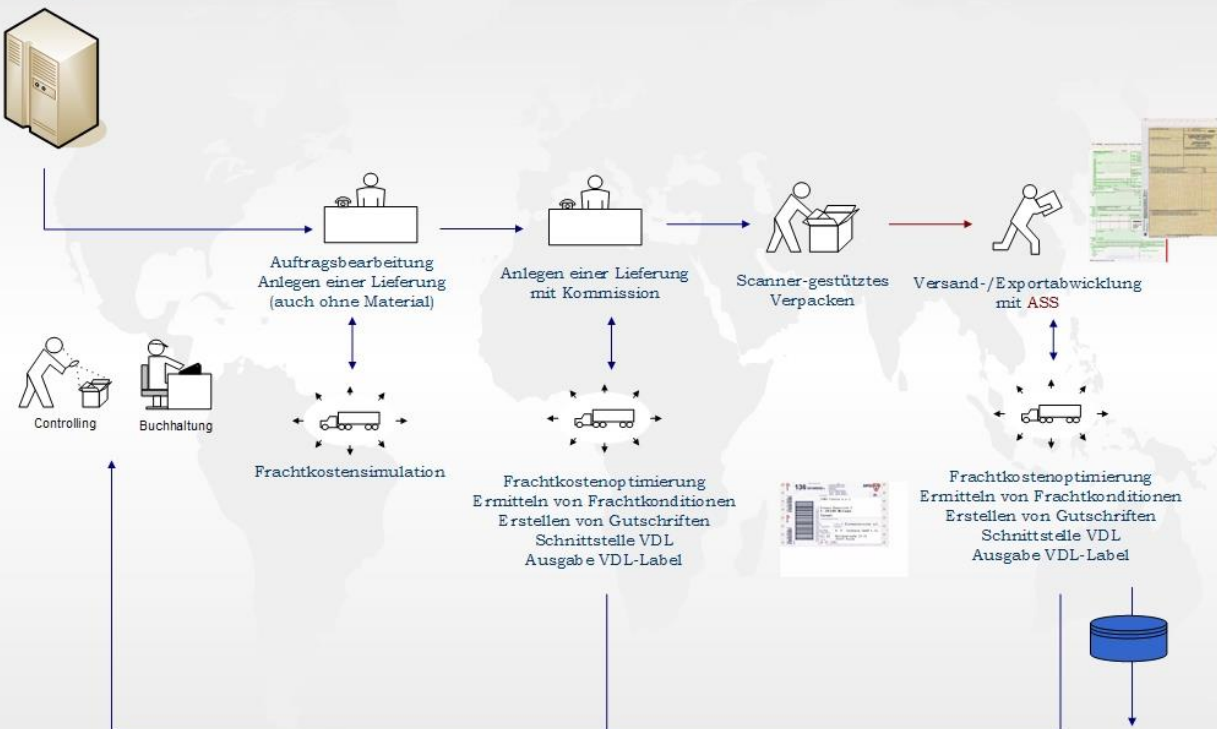 Auftragsbearbeitung
Anlegen einer Lieferung
(auch ohne Material)
Anlegen einer Lieferung
mit Kommission
Scanner-gestütztes
Verpacken
Versand-/Exportabwicklung
mit ASS
Controlling
Buchhaltung
Frachtkostensimulation
Frachtkostenoptimierung
Ermitteln von Frachtkonditionen
Erstellen von Gutschriften
Schnittstelle VDL
Ausgabe VDL-Label
136
Frachtkostenoptimierung
Ermitteln von Frachtkonditionen
Erstellen von Gutschriften
Schnittstelle VDL
Ausgabe VDL-Label